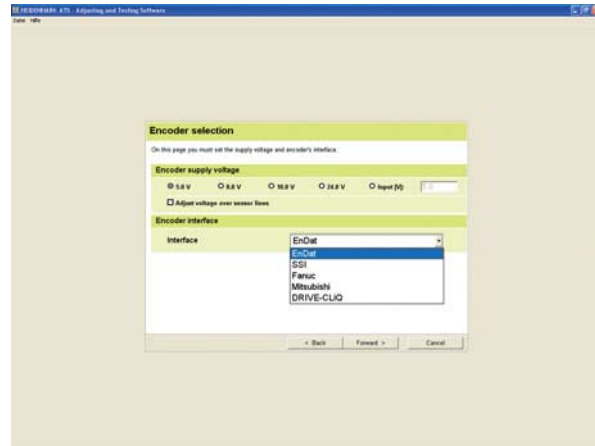 HEIDENHAIN ATS - Adjusting and Testing Software
Datei Hilfe
Encoder selection
On this page you must set the supply voltage and encoder's interface.
Encoder supply voltage
5.0 V
10.0 V
24.0 V
Input [V]:
Adjust voltage over sensor lines
Encoder interface
Interface
EnDat
EnDat
SSI
Fanuc
Mitsubishi
DRIVE-CLiQ
< Back
Forward >
Cancel